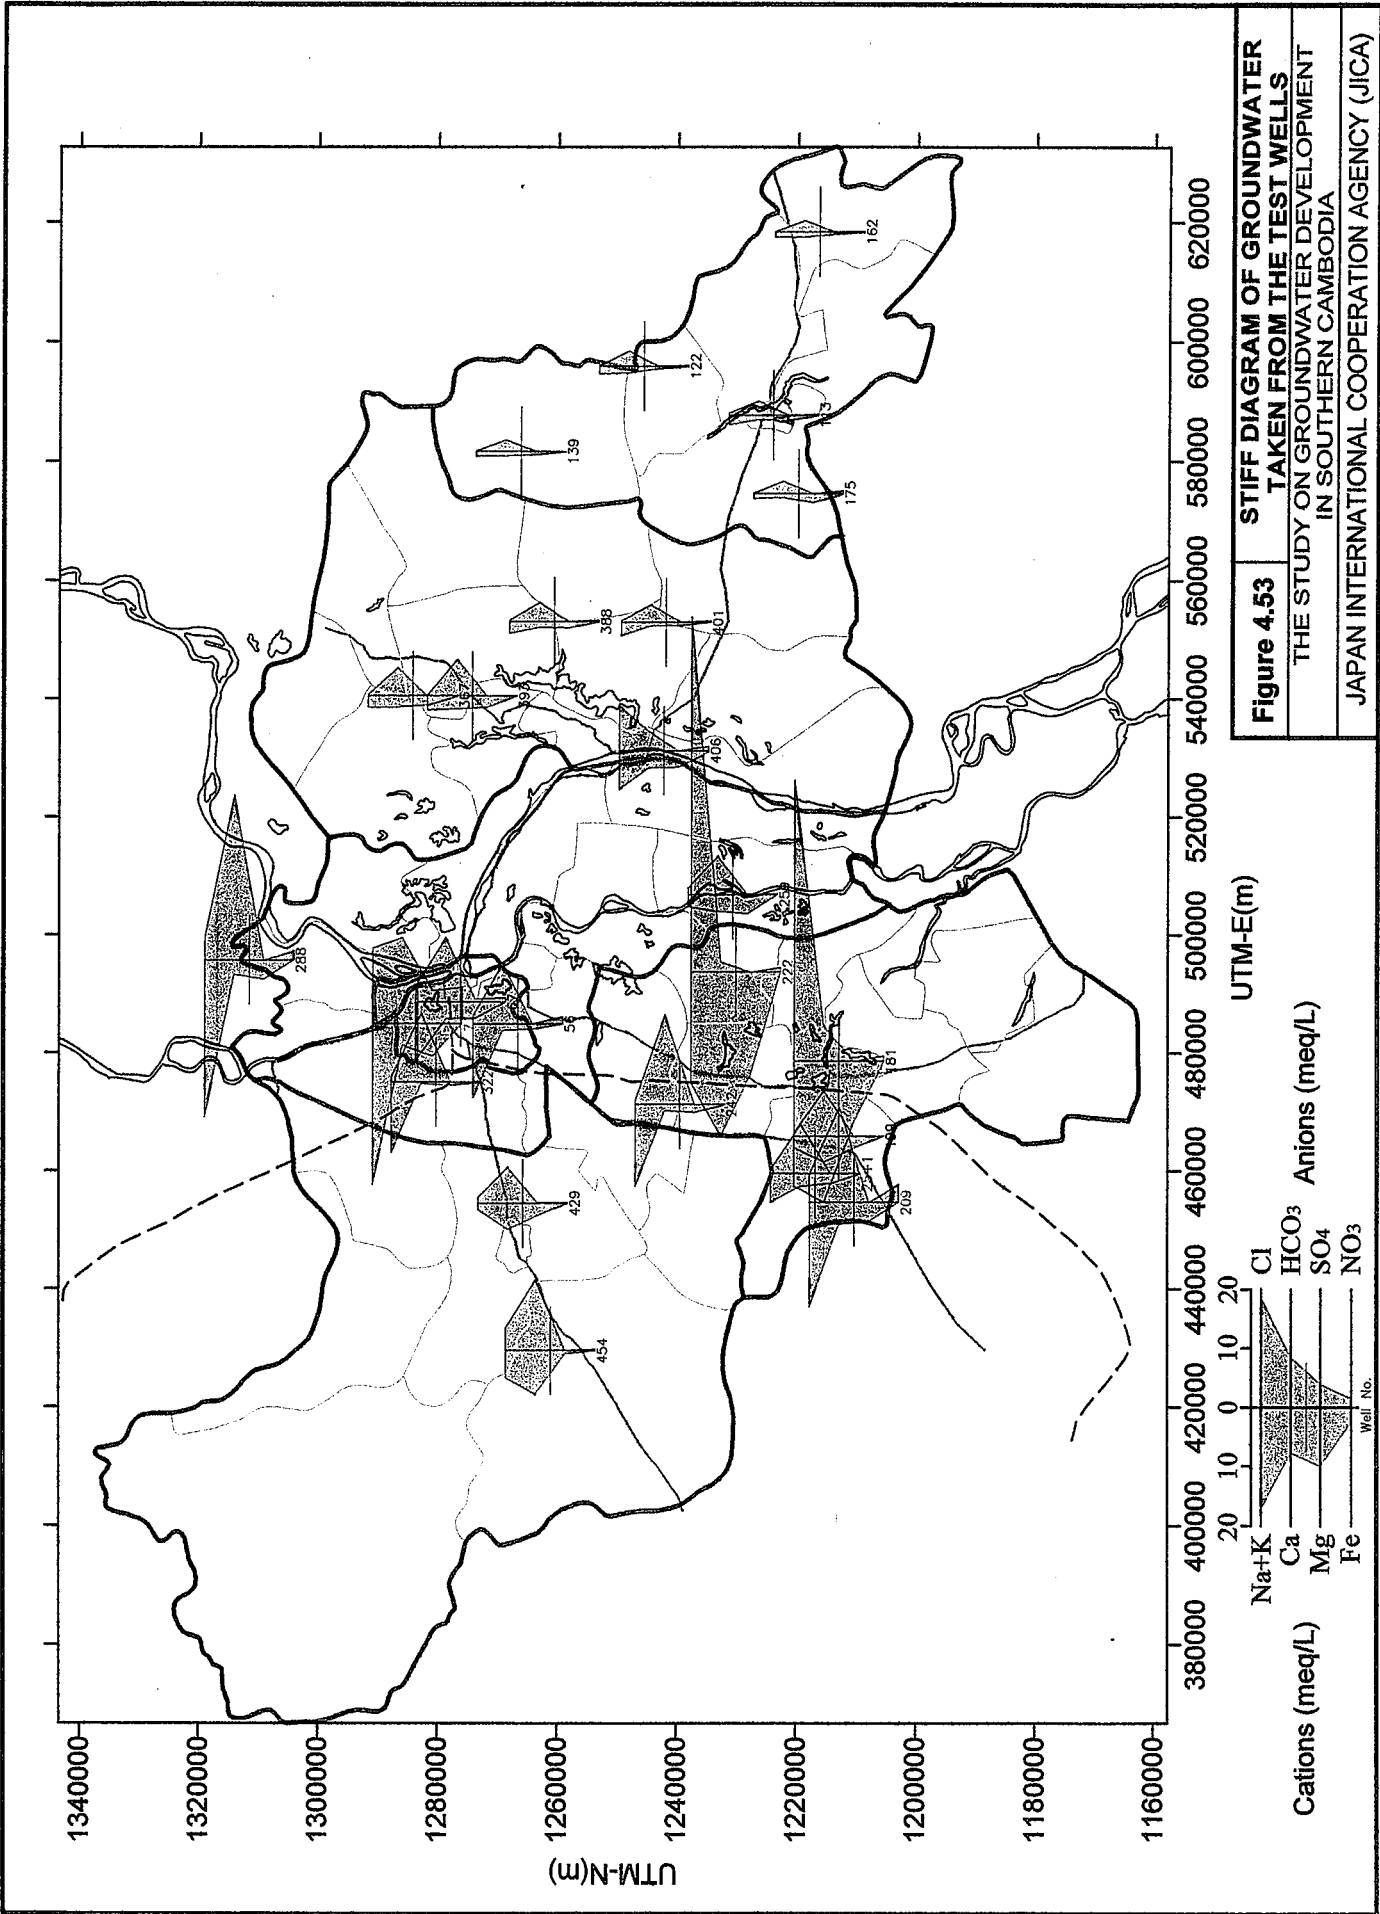 1340000
1320000
1300000
1280000
1260000
1240000
1220000
1200000
1180000
1160000
UTM-N(m)
380000
400000
420000
440000
460000
480000
500000
520000
540000
560000
580000
600000
620000
UTM-E(m)
288
56
429
454
222
181
209
406
401
388
139
122
175
162
Cations (meq/L)
Anions (meq/L)
20 10 0 10 20
Na+K Cl
Ca HCO3
Mg SO4
Fe NO3
Well No.
Figure 4.53
STIFF DIAGRAM OF GROUNDWATER
TAKEN FROM THE TEST WELLS
THE STUDY ON GROUNDWATER DEVELOPMENT
IN SOUTHERN CAMBODIA
JAPAN INTERNATIONAL COOPERATION AGENCY (JICA)